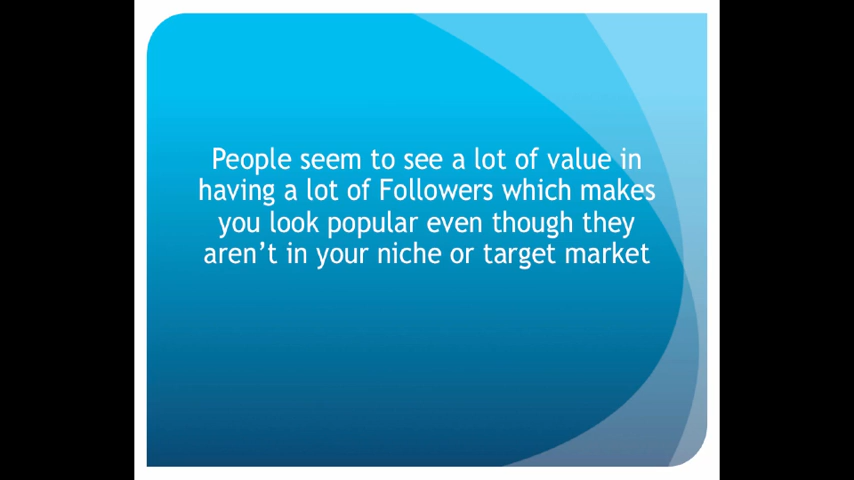 People seem to see a lot of value in
having a lot of Followers which makes
you look popular even though they
aren’t in your niche or target market